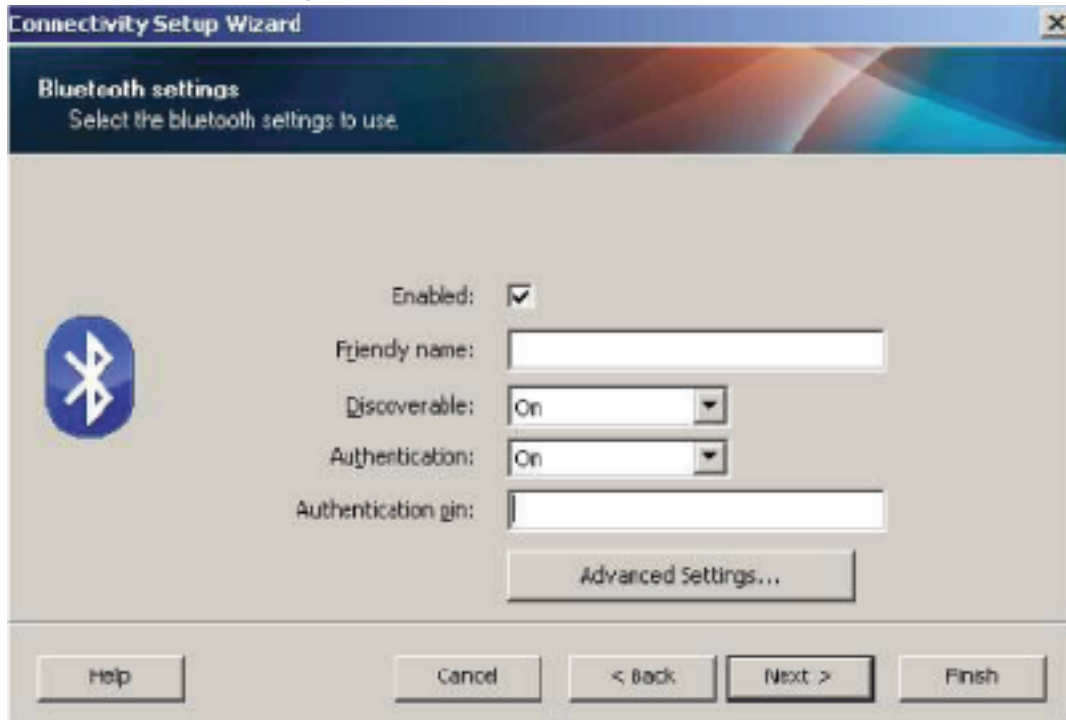 Connectivity Setup Wizard
Bluetooth settings
Select the bluetooth settings to use.
Enabled:
Friendly name:
Discoverable:
On
Authentication:
On
Authentication pin:
Advanced Settings...
Help
Cancel
< Back
Next >
Finish